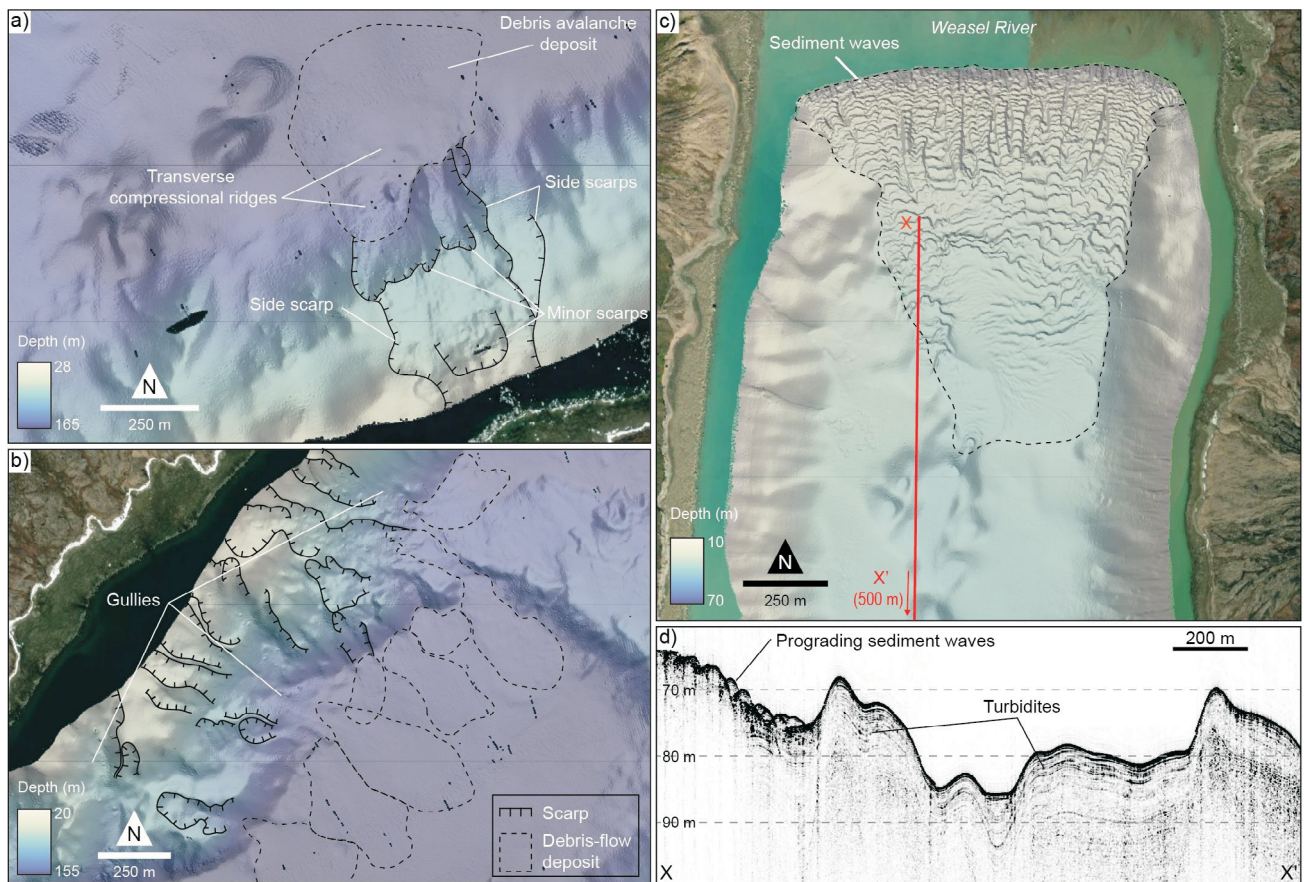 a)
Debris avalanche
deposit
Transverse
compressional ridges
Side scarps
Side scarp
Minor scarps
Depth (m)
28
165
N
250 m
b)
Gullies
Depth (m)
20
155
N
250 m
Scarp
Debris-flow
deposit
c)
Weasel River
Sediment waves
X
Depth (m)
10
70
N
250 m
X'
(500 m)
d)
Prograding sediment waves
200 m
70 m
Turbidites
80 m
90 m
X
X'